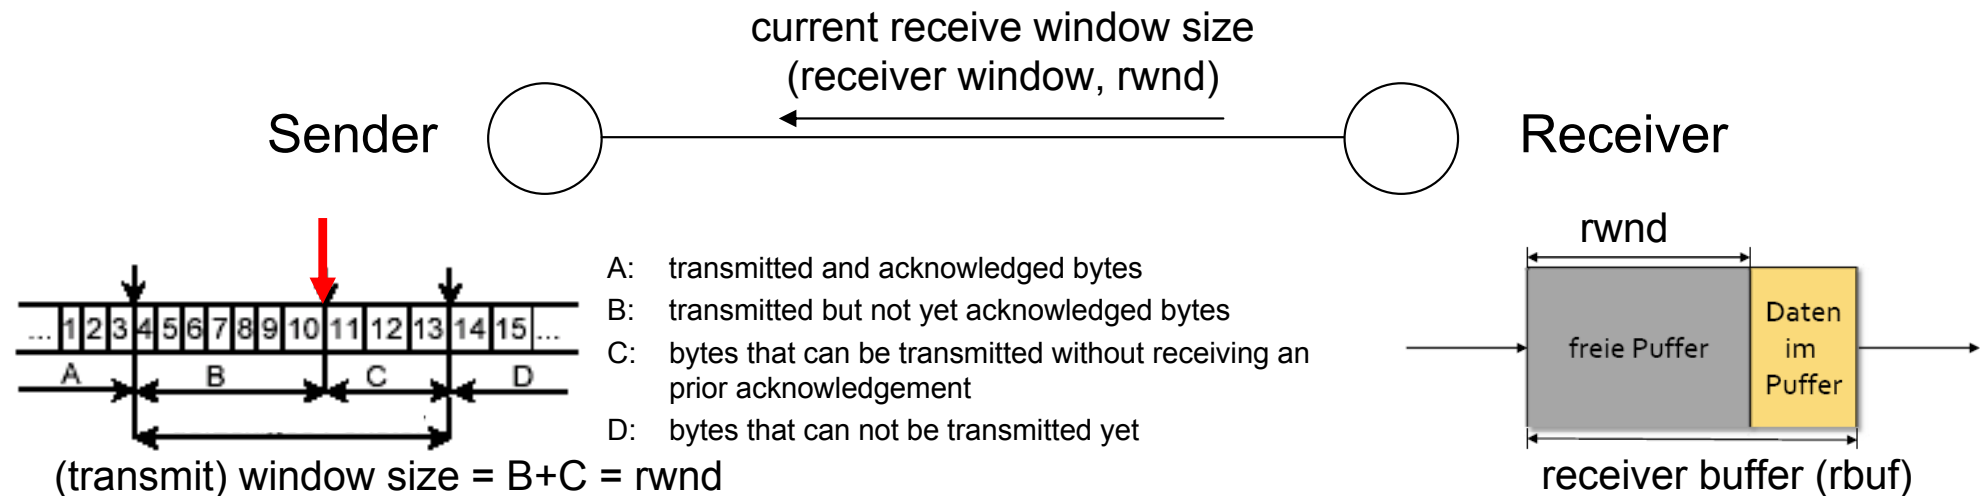 current receive window size
(receiver window, rwnd)
Sender
Receiver
rwnd
A: transmitted and acknowledged bytes
B: transmitted but not yet acknowledged bytes
C: bytes that can be transmitted without receiving an
prior acknowledgement
D: bytes that can not be transmitted yet
... 1 2 3 4 5 6 7 8 9 10 11 12 13 14 15 ...
A B C D
(transmit) window size = B+C = rwnd
freie Puffer
Daten
im
Puffer
receiver buffer (rbuf)